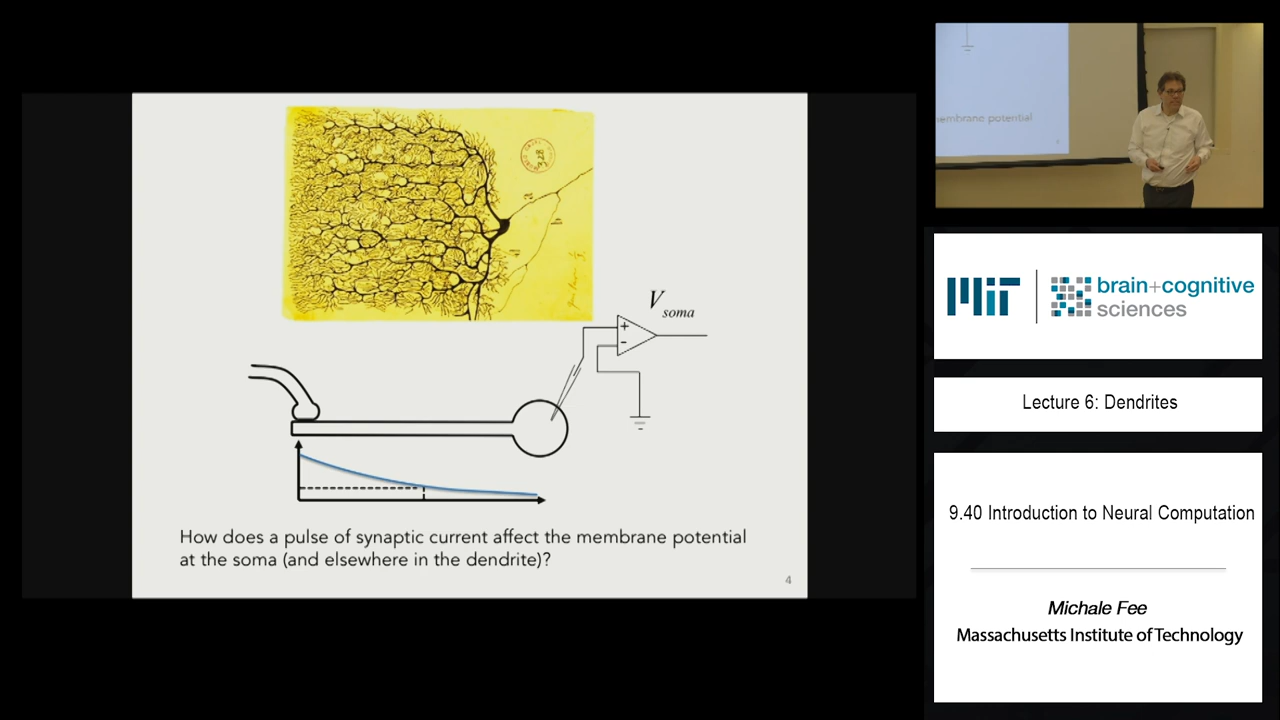 V
soma
+
-
How does a pulse of synaptic current affect the membrane potential
at the soma (and elsewhere in the dendrite)?
4
membrane potential
MIT
brain+cognitive
sciences
Lecture 6: Dendrites
9.40 Introduction to Neural Computation
Michale Fee
Massachusetts Institute of Technology